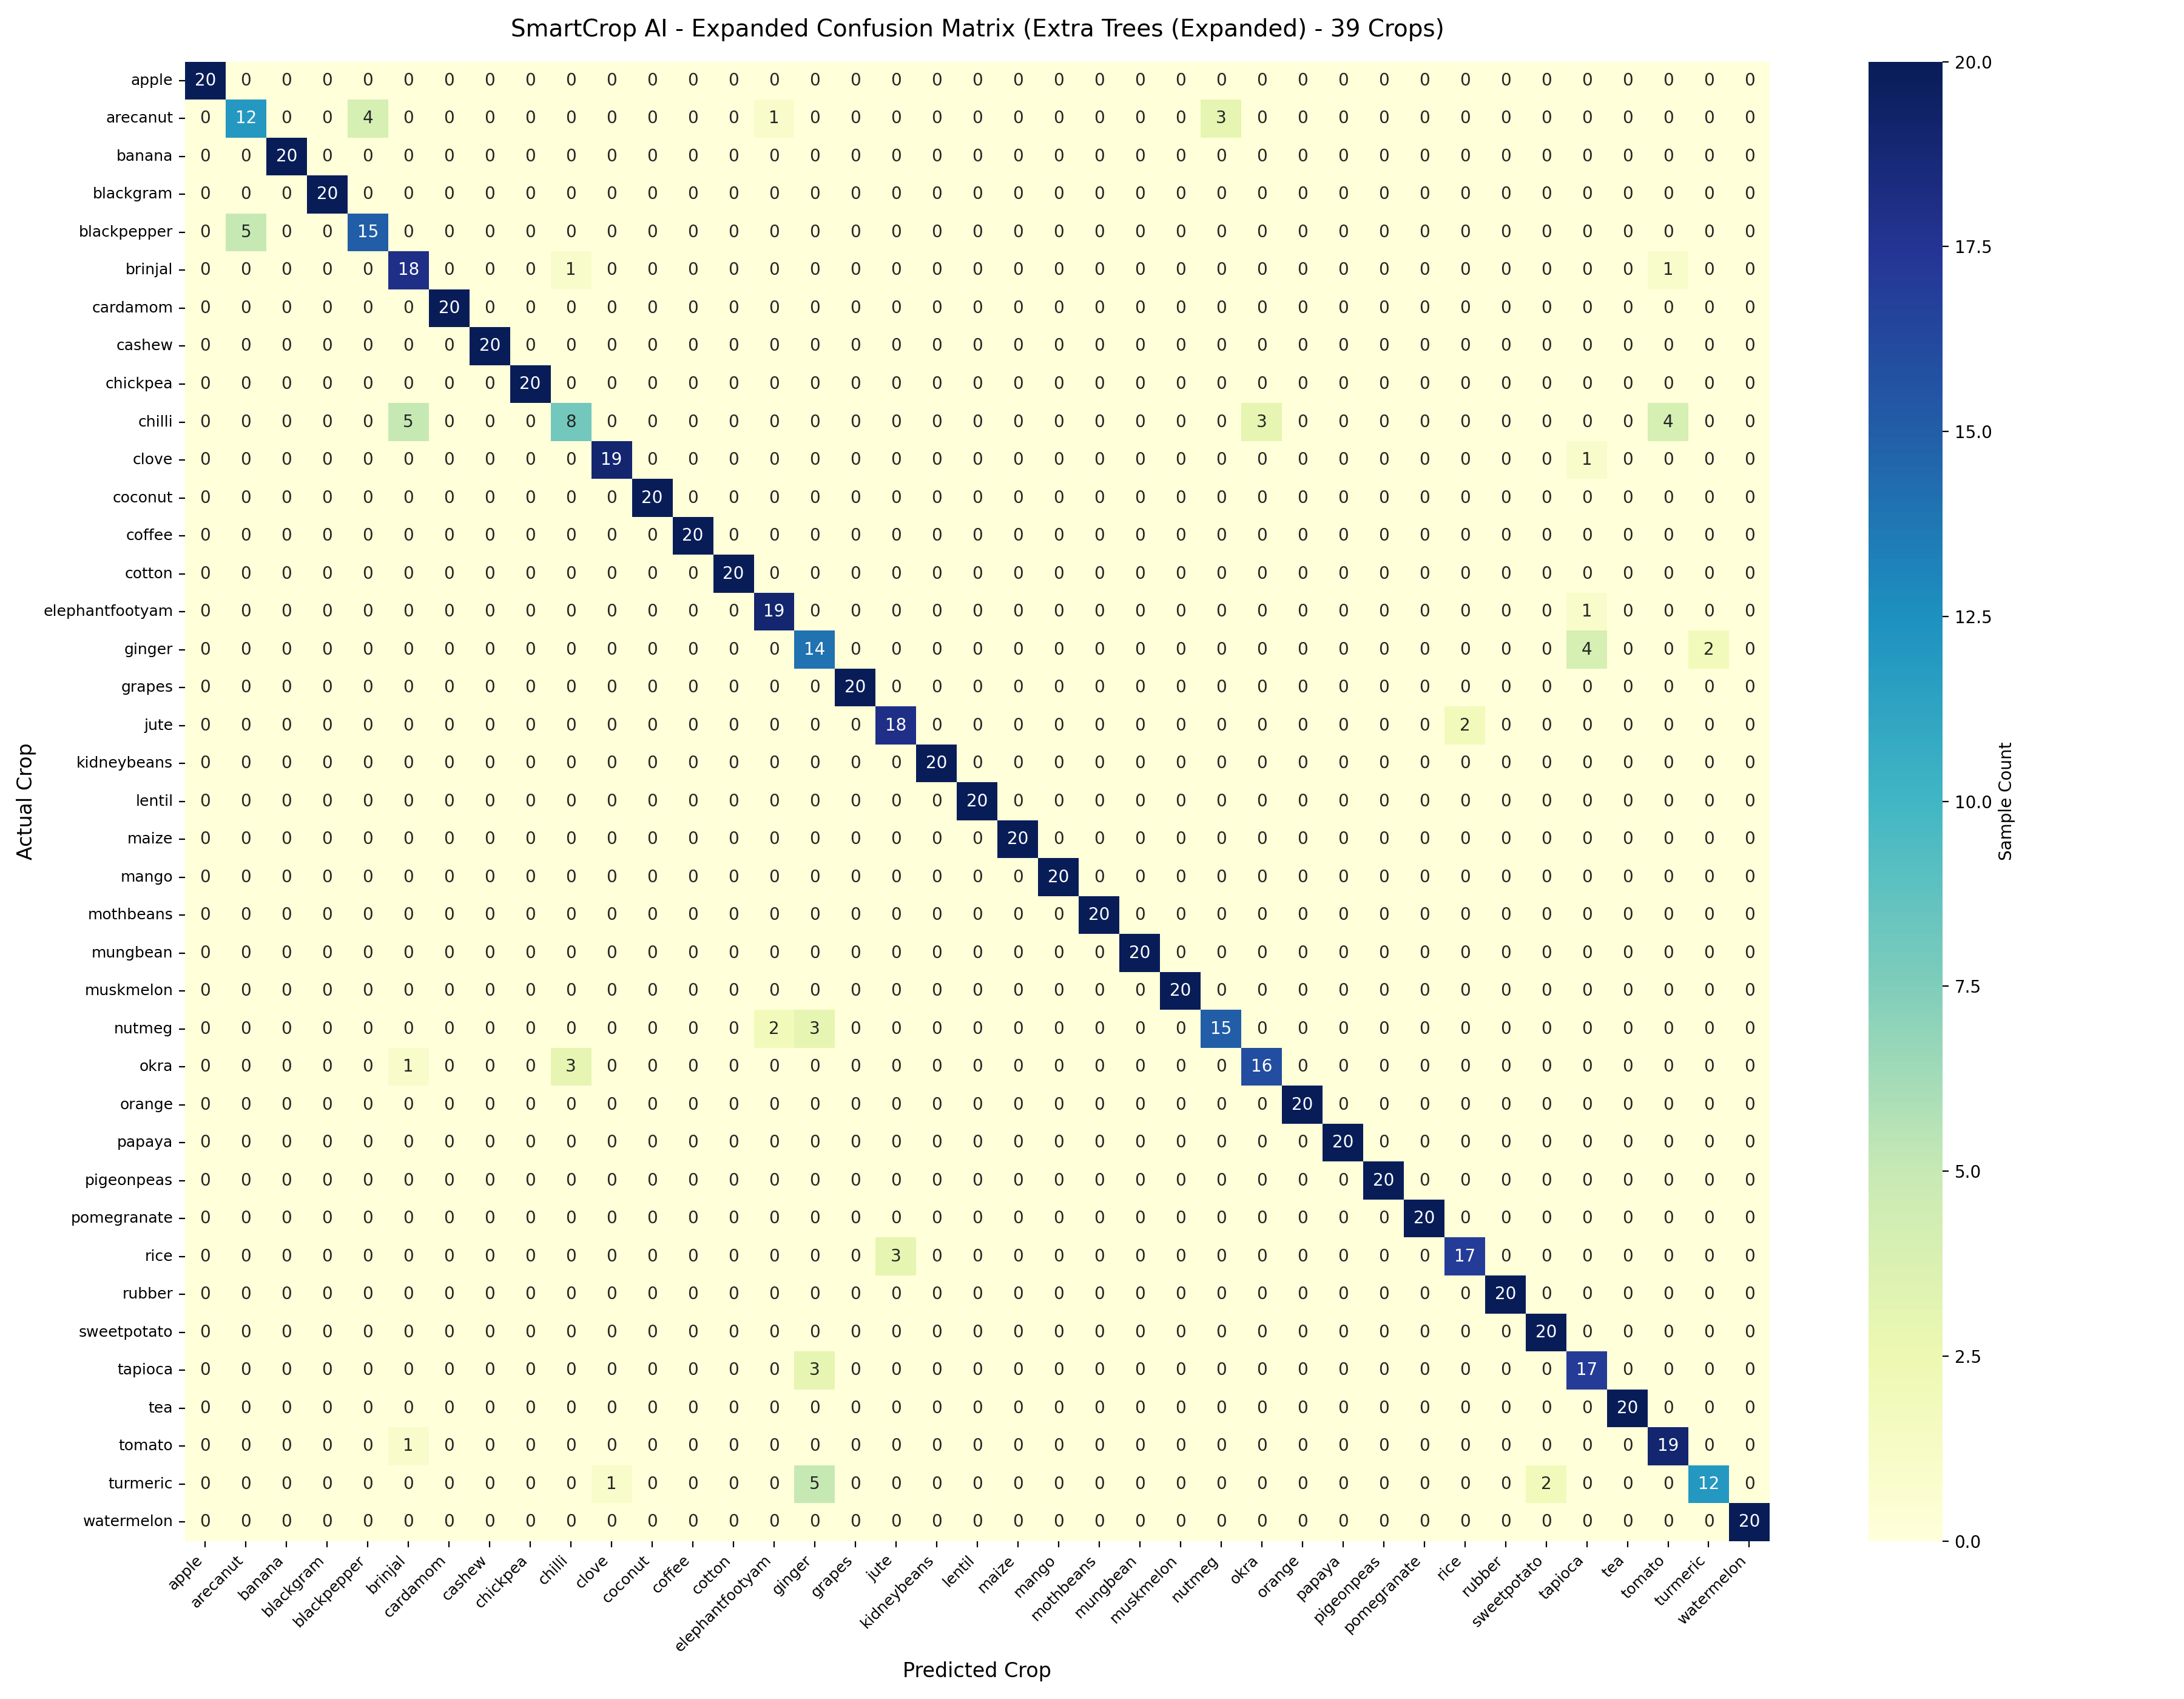 SmartCrop AI - Expanded Confusion Matrix (Extra Trees (Expanded) - 39 Crops)
apple 20 0 0 0 0 0 0 0 0 0 0 0 0 0 0 0 0 0 0 0 0 0 0 0 0 0 0 0 0 0 0 0 0 0 0 0 0 0 0
arecanut 0 12 0 0 4 0 0 0 0 0 0 0 0 0 1 0 0 0 0 0 0 0 0 0 0 3 0 0 0 0 0 0 0 0 0 0 0 0 0
banana 0 0 20 0 0 0 0 0 0 0 0 0 0 0 0 0 0 0 0 0 0 0 0 0 0 0 0 0 0 0 0 0 0 0 0 0 0 0 0
blackgram 0 0 0 20 0 0 0 0 0 0 0 0 0 0 0 0 0 0 0 0 0 0 0 0 0 0 0 0 0 0 0 0 0 0 0 0 0 0 0
blackpepper 0 5 0 0 15 0 0 0 0 0 0 0 0 0 0 0 0 0 0 0 0 0 0 0 0 0 0 0 0 0 0 0 0 0 0 0 0 0 0
brinjal 0 0 0 0 0 18 0 0 0 1 0 0 0 0 0 0 0 0 0 0 0 0 0 0 0 0 0 0 0 0 0 0 0 0 0 0 1 0 0
cardamom 0 0 0 0 0 0 20 0 0 0 0 0 0 0 0 0 0 0 0 0 0 0 0 0 0 0 0 0 0 0 0 0 0 0 0 0 0 0 0
cashew 0 0 0 0 0 0 0 20 0 0 0 0 0 0 0 0 0 0 0 0 0 0 0 0 0 0 0 0 0 0 0 0 0 0 0 0 0 0 0
chickpea 0 0 0 0 0 0 0 0 20 0 0 0 0 0 0 0 0 0 0 0 0 0 0 0 0 0 0 0 0 0 0 0 0 0 0 0 0 0 0
chilli 0 0 0 0 0 5 0 0 0 8 0 0 0 0 0 0 0 0 0 0 0 0 0 0 0 0 3 0 0 0 0 0 0 0 0 0 4 0 0
clove 0 0 0 0 0 0 0 0 0 0 19 0 0 0 0 0 0 0 0 0 0 0 0 0 0 0 0 0 0 0 0 0 0 0 1 0 0 0 0
coconut 0 0 0 0 0 0 0 0 0 0 0 20 0 0 0 0 0 0 0 0 0 0 0 0 0 0 0 0 0 0 0 0 0 0 0 0 0 0 0
coffee 0 0 0 0 0 0 0 0 0 0 0 0 20 0 0 0 0 0 0 0 0 0 0 0 0 0 0 0 0 0 0 0 0 0 0 0 0 0 0
cotton 0 0 0 0 0 0 0 0 0 0 0 0 0 20 0 0 0 0 0 0 0 0 0 0 0 0 0 0 0 0 0 0 0 0 0 0 0 0 0
elephantfootyam 0 0 0 0 0 0 0 0 0 0 0 0 0 0 19 0 0 0 0 0 0 0 0 0 0 0 0 0 0 0 0 0 0 0 1 0 0 0 0
ginger 0 0 0 0 0 0 0 0 0 0 0 0 0 0 0 14 0 0 0 0 0 0 0 0 0 0 0 0 0 0 0 0 0 0 4 0 0 2 0
grapes 0 0 0 0 0 0 0 0 0 0 0 0 0 0 0 0 20 0 0 0 0 0 0 0 0 0 0 0 0 0 0 0 0 0 0 0 0 0 0
jute 0 0 0 0 0 0 0 0 0 0 0 0 0 0 0 0 0 18 0 0 0 0 0 0 0 0 0 0 0 0 0 2 0 0 0 0 0 0 0
kidneybeans 0 0 0 0 0 0 0 0 0 0 0 0 0 0 0 0 0 0 20 0 0 0 0 0 0 0 0 0 0 0 0 0 0 0 0 0 0 0 0
lentil 0 0 0 0 0 0 0 0 0 0 0 0 0 0 0 0 0 0 0 20 0 0 0 0 0 0 0 0 0 0 0 0 0 0 0 0 0 0 0
maize 0 0 0 0 0 0 0 0 0 0 0 0 0 0 0 0 0 0 0 0 20 0 0 0 0 0 0 0 0 0 0 0 0 0 0 0 0 0 0
mango 0 0 0 0 0 0 0 0 0 0 0 0 0 0 0 0 0 0 0 0 0 20 0 0 0 0 0 0 0 0 0 0 0 0 0 0 0 0 0
mothbeans 0 0 0 0 0 0 0 0 0 0 0 0 0 0 0 0 0 0 0 0 0 0 20 0 0 0 0 0 0 0 0 0 0 0 0 0 0 0 0
mungbean 0 0 0 0 0 0 0 0 0 0 0 0 0 0 0 0 0 0 0 0 0 0 0 20 0 0 0 0 0 0 0 0 0 0 0 0 0 0 0
muskmelon 0 0 0 0 0 0 0 0 0 0 0 0 0 0 0 0 0 0 0 0 0 0 0 0 20 0 0 0 0 0 0 0 0 0 0 0 0 0 0
nutmeg 0 0 0 0 0 0 0 0 0 0 0 0 0 0 2 3 0 0 0 0 0 0 0 0 0 15 0 0 0 0 0 0 0 0 0 0 0 0 0
okra 0 0 0 0 0 1 0 0 0 3 0 0 0 0 0 0 0 0 0 0 0 0 0 0 0 0 16 0 0 0 0 0 0 0 0 0 0 0 0
orange 0 0 0 0 0 0 0 0 0 0 0 0 0 0 0 0 0 0 0 0 0 0 0 0 0 0 0 20 0 0 0 0 0 0 0 0 0 0 0
papaya 0 0 0 0 0 0 0 0 0 0 0 0 0 0 0 0 0 0 0 0 0 0 0 0 0 0 0 0 20 0 0 0 0 0 0 0 0 0 0
pigeonpeas 0 0 0 0 0 0 0 0 0 0 0 0 0 0 0 0 0 0 0 0 0 0 0 0 0 0 0 0 0 20 0 0 0 0 0 0 0 0 0
pomegranate 0 0 0 0 0 0 0 0 0 0 0 0 0 0 0 0 0 0 0 0 0 0 0 0 0 0 0 0 0 0 20 0 0 0 0 0 0 0 0
rice 0 0 0 0 0 0 0 0 0 0 0 0 0 0 0 0 0 3 0 0 0 0 0 0 0 0 0 0 0 0 0 17 0 0 0 0 0 0 0
rubber 0 0 0 0 0 0 0 0 0 0 0 0 0 0 0 0 0 0 0 0 0 0 0 0 0 0 0 0 0 0 0 0 20 0 0 0 0 0 0
sweetpotato 0 0 0 0 0 0 0 0 0 0 0 0 0 0 0 0 0 0 0 0 0 0 0 0 0 0 0 0 0 0 0 0 0 20 0 0 0 0 0
tapioca 0 0 0 0 0 0 0 0 0 0 0 0 0 0 0 3 0 0 0 0 0 0 0 0 0 0 0 0 0 0 0 0 0 0 17 0 0 0 0
tea 0 0 0 0 0 0 0 0 0 0 0 0 0 0 0 0 0 0 0 0 0 0 0 0 0 0 0 0 0 0 0 0 0 0 0 20 0 0 0
tomato 0 0 0 0 0 1 0 0 0 0 0 0 0 0 0 0 0 0 0 0 0 0 0 0 0 0 0 0 0 0 0 0 0 0 0 0 19 0 0
turmeric 0 0 0 0 0 0 0 0 0 0 1 0 0 0 0 5 0 0 0 0 0 0 0 0 0 0 0 0 0 0 0 0 0 2 0 0 0 12 0
watermelon 0 0 0 0 0 0 0 0 0 0 0 0 0 0 0 0 0 0 0 0 0 0 0 0 0 0 0 0 0 0 0 0 0 0 0 0 0 0 20
apple arecanut banana blackgram blackpepper brinjal cardamom cashew chickpea chilli clove coconut coffee cotton elephantfootyam ginger grapes jute kidneybeans lentil maize mango mothbeans mungbean muskmelon nutmeg okra orange papaya pigeonpeas pomegranate rice rubber sweetpotato tapioca tea tomato turmeric watermelon
Actual Crop
Predicted Crop
20.0
17.5
15.0
12.5
10.0
7.5
5.0
2.5
0.0
Sample Count